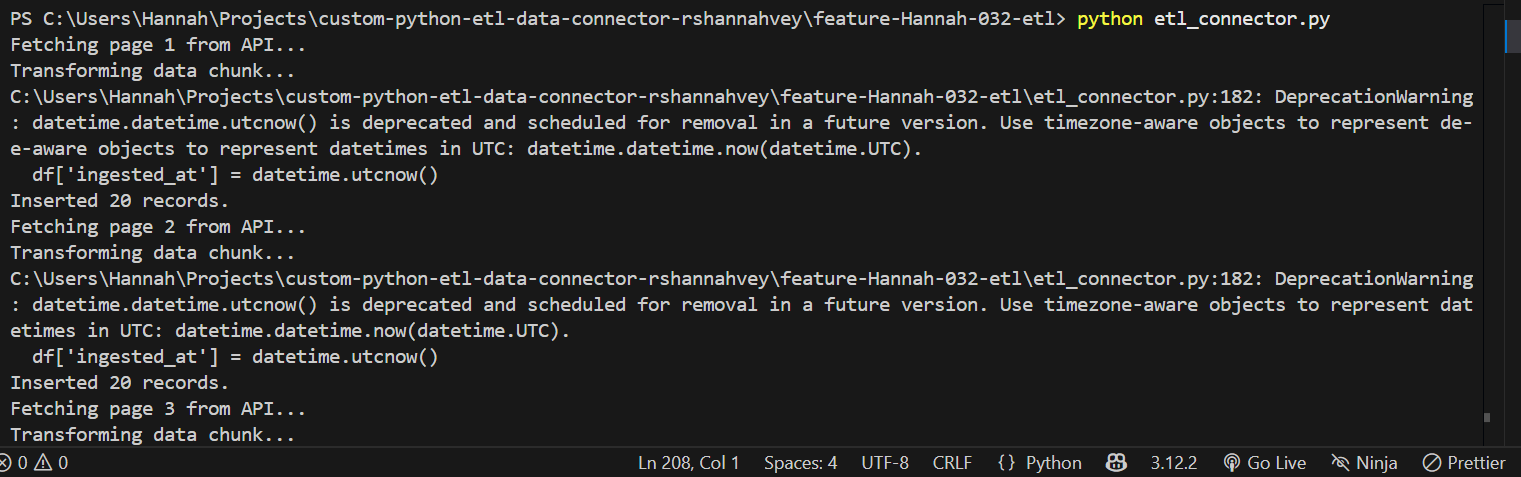 PS C:\Users\Hannah\Projects\custom-python-etl-data-connector-rshannahvey\feature-Hannah-032-etl> python etl_connector.py
Fetching page 1 from API...
Transforming data chunk...
C:\Users\Hannah\Projects\custom-python-etl-data-connector-rshannahvey\feature-Hannah-032-etl\etl_connector.py:182: DeprecationWarning
: datetime.datetime.utcnow() is deprecated and scheduled for removal in a future version. Use timezone-aware objects to represent de-
e-aware objects to represent datetimes in UTC: datetime.datetime.now(datetime.UTC).
  df['ingested_at'] = datetime.utcnow()
Inserted 20 records.
Fetching page 2 from API...
Transforming data chunk...
C:\Users\Hannah\Projects\custom-python-etl-data-connector-rshannahvey\feature-Hannah-032-etl\etl_connector.py:182: DeprecationWarning
: datetime.datetime.utcnow() is deprecated and scheduled for removal in a future version. Use timezone-aware objects to represent dat
etimes in UTC: datetime.datetime.now(datetime.UTC).
  df['ingested_at'] = datetime.utcnow()
Inserted 20 records.
Fetching page 3 from API...
Transforming data chunk...
0 0 Ln 208, Col 1 Spaces: 4 UTF-8 CRLF {} Python 3.12.2 Go Live Ninja Prettier